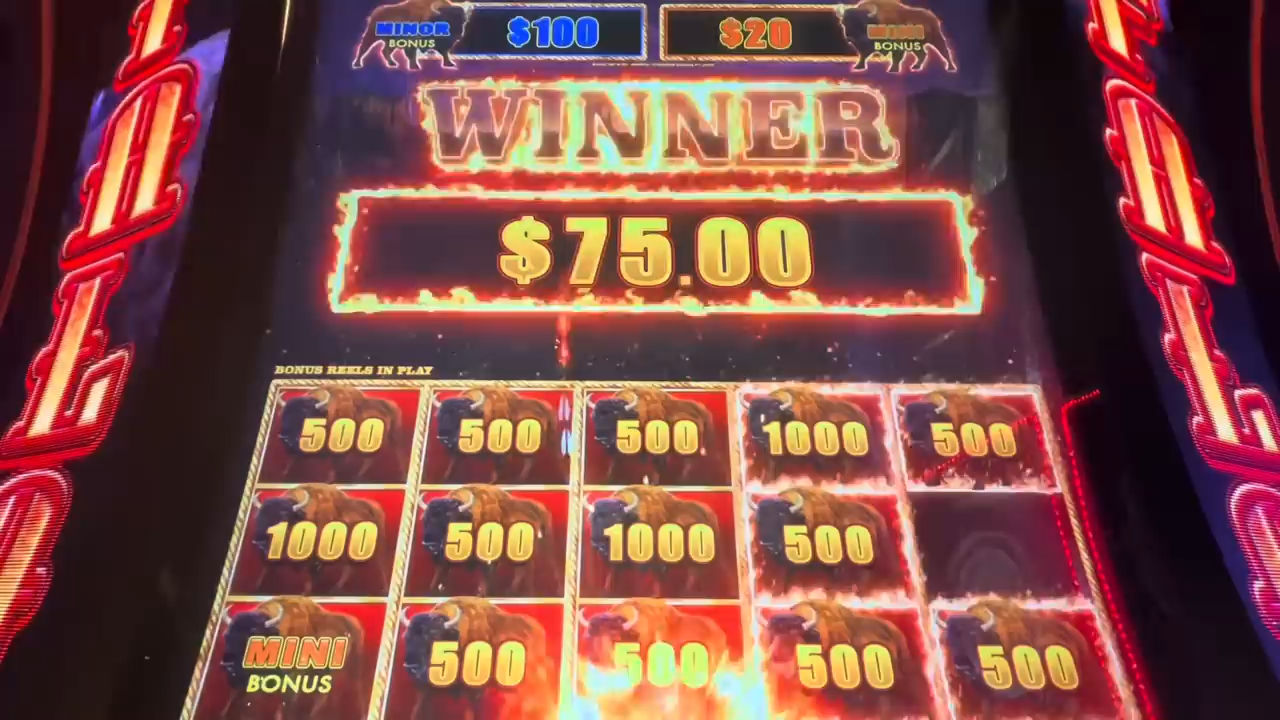 MINOR
BONUS
$100
$20
MINI
BONUS
WINNER
$75.00
BONUS REELS IN PLAY
500 500 500 1000 500
1000 500 1000 500
MINI
BONUS
500 500 500 500